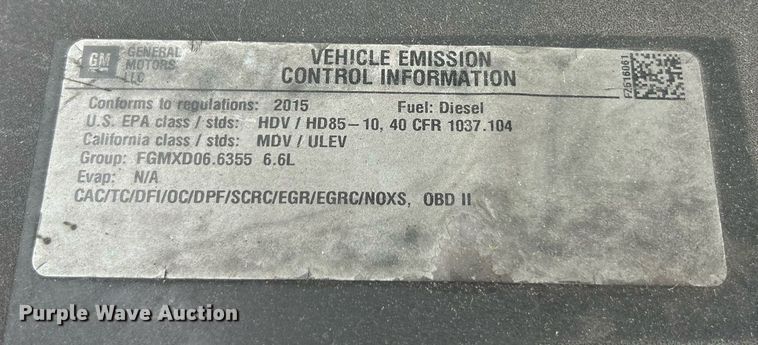 GM
GENERAL
MOTORS
LLC
VEHICLE EMISSION
CONTROL INFORMATION
FZ616061
Conforms to regulations: 2015 Fuel: Diesel
U.S. EPA class / stds: HDV / HD85-10, 40 CFR 1037.104
California class / stds: MDV / ULEV
Group: FGMXD06.6355 6.6L
Evap: N/A
CAC/TC/DFI/OC/DPF/SCRC/EGR/EGRC/NOXS, OBD II
Purple Wave Auction